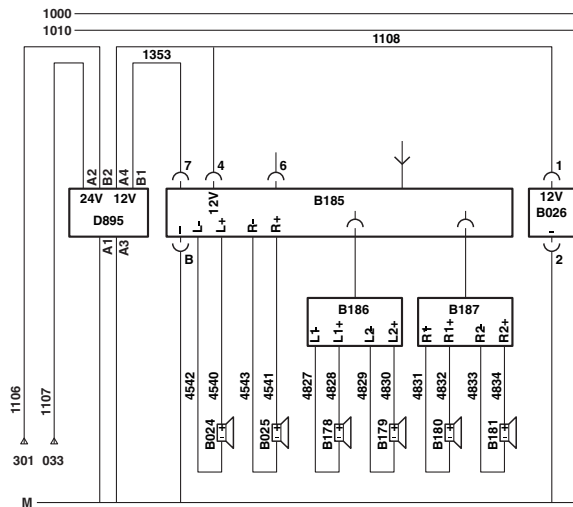 1000
1010
1108
1353
A2
B2
A4
B1
7
4
6
1
24V 12V
D895
12V
B185
12V
B026
-
2
A1
A3
-
L-
L+
R-
R+
B
B186
L1-
L1+
L2-
L2+
B187
R1-
R1+
R2-
R2+
1106
1107
4542
4540
4543
4541
4827
4828
4829
4830
4831
4832
4833
4834
B024
+
-
B025
+
-
B178
+
-
B179
+
-
B180
+
-
B181
+
-
301 033
M